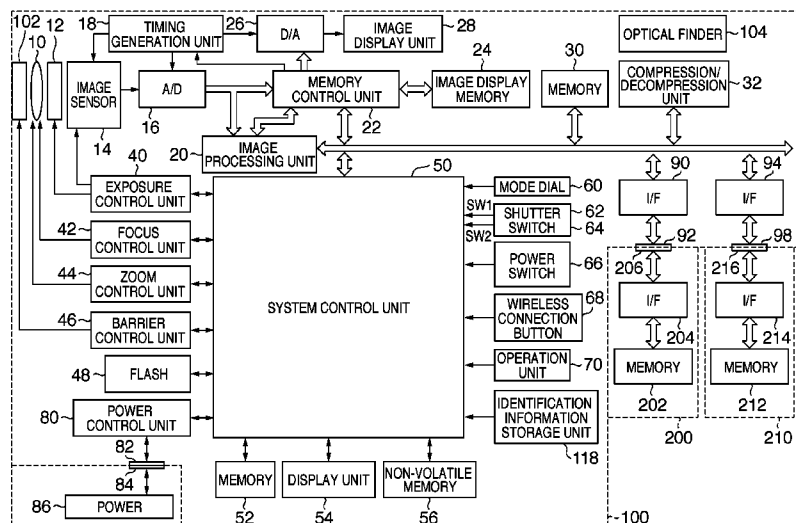 102 10 12
18 TIMING GENERATION UNIT
26 D/A
IMAGE DISPLAY UNIT 28
24
IMAGE SENSOR
14
A/D
16
MEMORY CONTROL UNIT
22
IMAGE DISPLAY MEMORY
30
MEMORY
OPTICAL FINDER 104
COMPRESSION/
DECOMPRESSION
UNIT
32
20 IMAGE PROCESSING UNIT
40
EXPOSURE CONTROL UNIT
42
FOCUS CONTROL UNIT
44
ZOOM CONTROL UNIT
46
BARRIER CONTROL UNIT
48 FLASH
80 POWER CONTROL UNIT
82
84
86 POWER
50
SYSTEM CONTROL UNIT
MODE DIAL 60
SW1
SHUTTER SWITCH
62
64
SW2
POWER SWITCH 66
WIRELESS CONNECTION BUTTON
68
OPERATION UNIT
70
IDENTIFICATION INFORMATION STORAGE UNIT
118
MEMORY
52
DISPLAY UNIT
54
NON-VOLATILE MEMORY
56
90
I/F
92
206
I/F
204
MEMORY
202
200
94
I/F
98
216
I/F
214
MEMORY
212
210
100